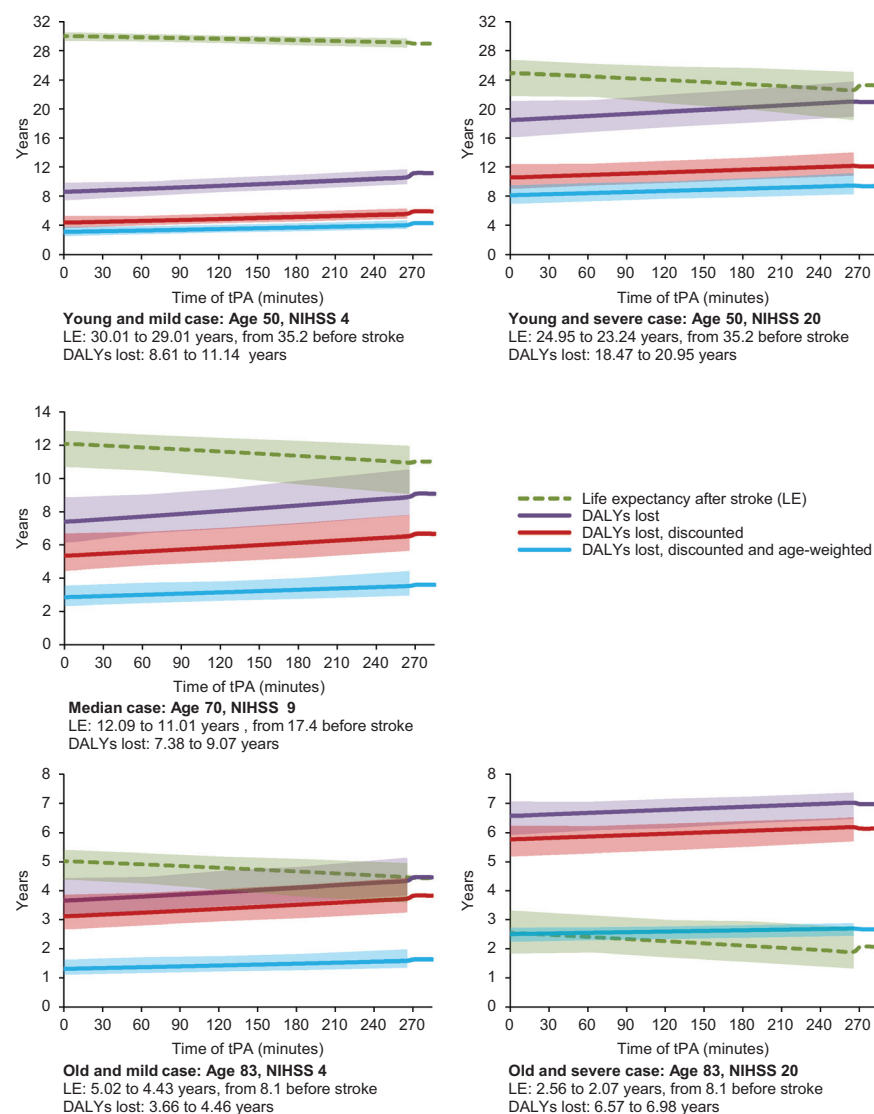 32
28
24
20
16
12
8
4
0
Years
0 30 60 90 120 150 180 210 240 270
Time of tPA (minutes)
Young and mild case: Age 50, NIHSS 4
LE: 30.01 to 29.01 years, from 35.2 before stroke
DALYs lost: 8.61 to 11.14 years
32
28
24
20
16
12
8
4
0
Years
0 30 60 90 120 150 180 210 240 270
Time of tPA (minutes)
Young and severe case: Age 50, NIHSS 20
LE: 24.95 to 23.24 years, from 35.2 before stroke
DALYs lost: 18.47 to 20.95 years
14
12
10
8
6
4
2
0
Years
0 30 60 90 120 150 180 210 240 270
Time of tPA (minutes)
Median case: Age 70, NIHSS 9
LE: 12.09 to 11.01 years , from 17.4 before stroke
DALYs lost: 7.38 to 9.07 years
Life expectancy after stroke (LE)
DALYs lost
DALYs lost, discounted
DALYs lost, discounted and age-weighted
8
7
6
5
4
3
2
1
0
Years
0 30 60 90 120 150 180 210 240 270
Time of tPA (minutes)
Old and mild case: Age 83, NIHSS 4
LE: 5.02 to 4.43 years, from 8.1 before stroke
DALYs lost: 3.66 to 4.46 years
8
7
6
5
4
3
2
1
0
Years
0 30 60 90 120 150 180 210 240 270
Time of tPA (minutes)
Old and severe case: Age 83, NIHSS 20
LE: 2.56 to 2.07 years, from 8.1 before stroke
DALYs lost: 6.57 to 6.98 years